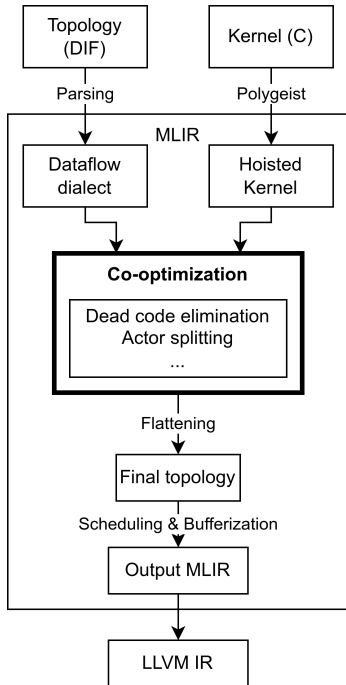 Topology
(DIF)
Kernel (C)
Parsing
Polygeist
MLIR
Dataflow
dialect
Hoisted
Kernel
Co-optimization
Dead code elimination
Actor splitting
...
Flattening
Final topology
Scheduling & Bufferization
Output MLIR
LLVM IR